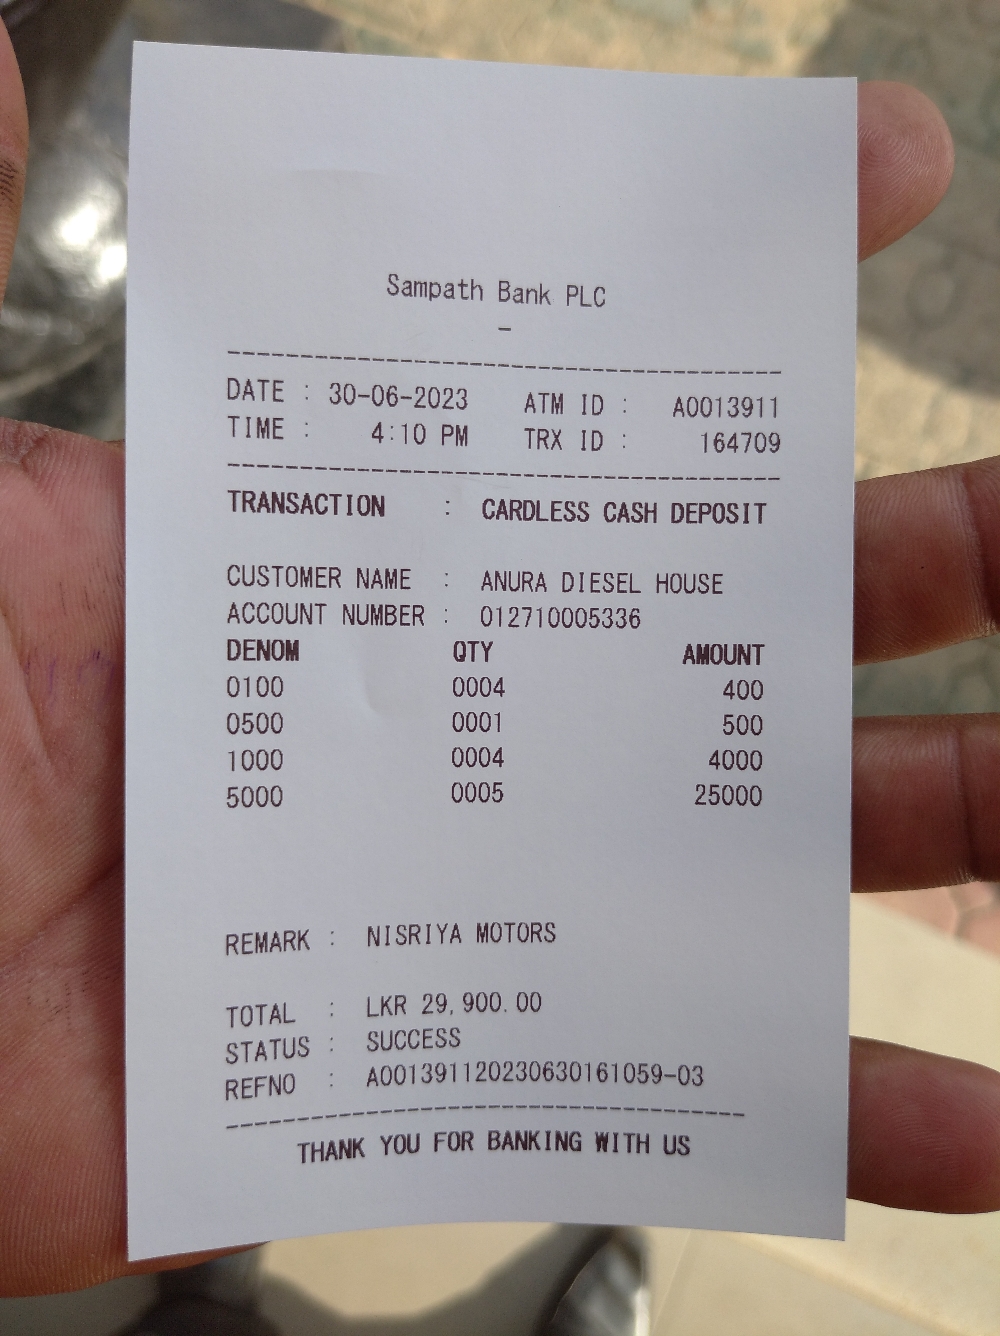 Sampath Bank PLC
-
DATE : 30-06-2023 ATM ID : A0013911
TIME : 4:10 PM TRX ID : 164709
TRANSACTION : CARDLESS CASH DEPOSIT
CUSTOMER NAME : ANURA DIESEL HOUSE
ACCOUNT NUMBER : 012710005336
DENOM QTY AMOUNT
0100 0004 400
0500 0001 500
1000 0004 4000
5000 0005 25000
REMARK : NISRIYA MOTORS
TOTAL : LKR 29,900.00
STATUS : SUCCESS
REFNO : A001391120230630161059-03
THANK YOU FOR BANKING WITH US